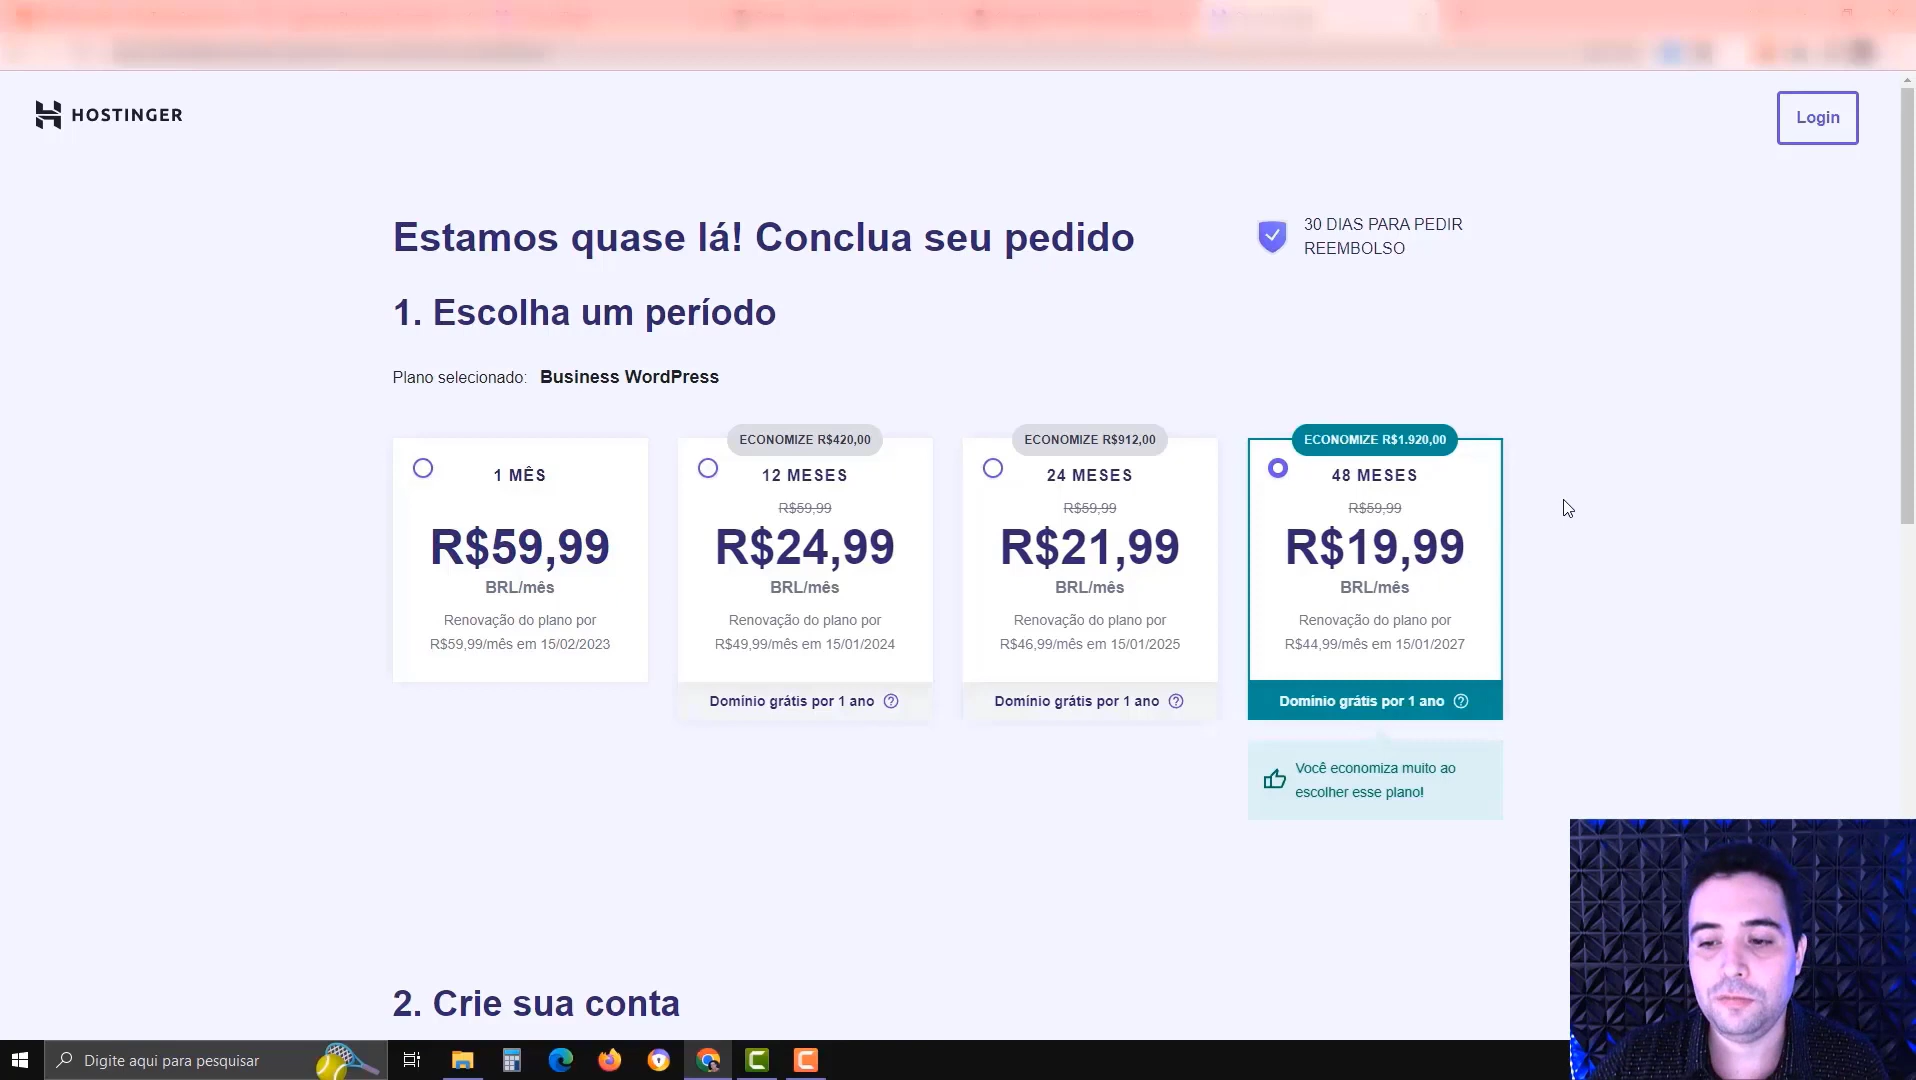 HOSTINGER
Login
Estamos quase lá! Conclua seu pedido
30 DIAS PARA PEDIR
REEMBOLSO
1. Escolha um período
Plano selecionado: Business WordPress
1 MÊS
R$59,99
BRL/mês
Renovação do plano por
R$59,99/mês em 15/02/2023
ECONOMIZE R$420,00
12 MESES
R$59,99
R$24,99
BRL/mês
Renovação do plano por
R$49,99/mês em 15/01/2024
Domínio grátis por 1 ano
ECONOMIZE R$912,00
24 MESES
R$59,99
R$21,99
BRL/mês
Renovação do plano por
R$46,99/mês em 15/01/2025
Domínio grátis por 1 ano
ECONOMIZE R$1.920,00
48 MESES
R$59,99
R$19,99
BRL/mês
Renovação do plano por
R$44,99/mês em 15/01/2027
Domínio grátis por 1 ano
Você economiza muito ao
escolher esse plano!
2. Crie sua conta
Digite aqui para pesquisar